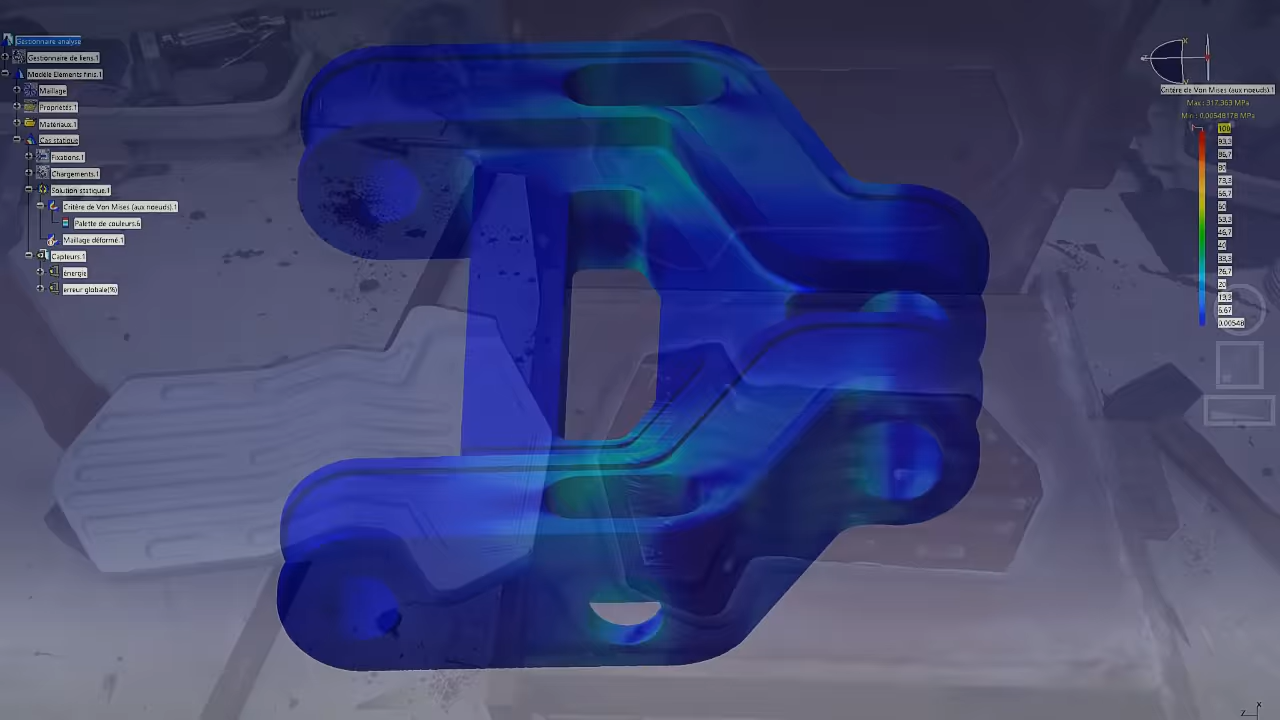 Gestionnaire analyse
Gestionnaire de liens.1
Modèle Elements finis.1
Maillage
Propriétés.1
Matériaux.1
Cas statique
Fixations.1
Chargements.1
Solution statique.1
Critère de Von Mises (aux noeuds).1
Palette de couleurs.6
Maillage déformé.1
Capteurs.1
énergie
erreur globale(%)
X
Z
Y
Critère de Von Mises (aux noeuds).1
Max : 317,363 MPa
Min : 0,0054817B MPa
100
93,3
86,7
80
73,3
66,7
60
53,3
46,7
40
33,3
26,7
20
13,3
6,67
0,00548
X
Z